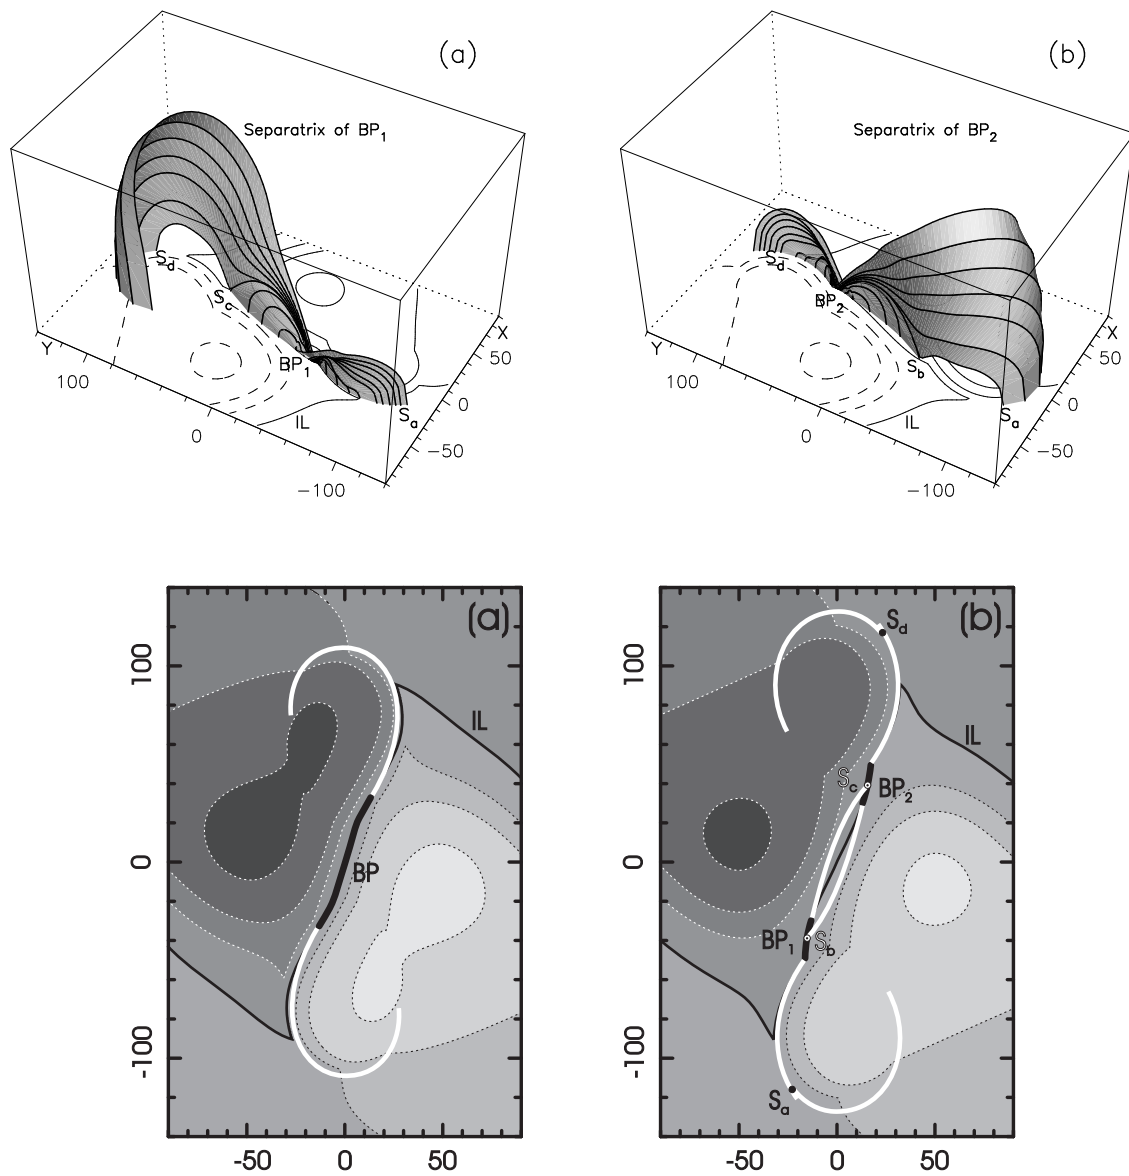 (a)
Separatrix of BP1
Sd
Sc
BP1
Sa
IL
Y
X
100
0
-100
50
0
-50
(b)
Separatrix of BP2
Sd
BP2
Sb
Sa
IL
Y
X
100
0
-100
50
0
-50
(a)
IL
BP
100
0
-100
-50 0 50
(b)
Sd
IL
Sc BP2
BP1 Sb
Sa
100
0
-100
-50 0 50